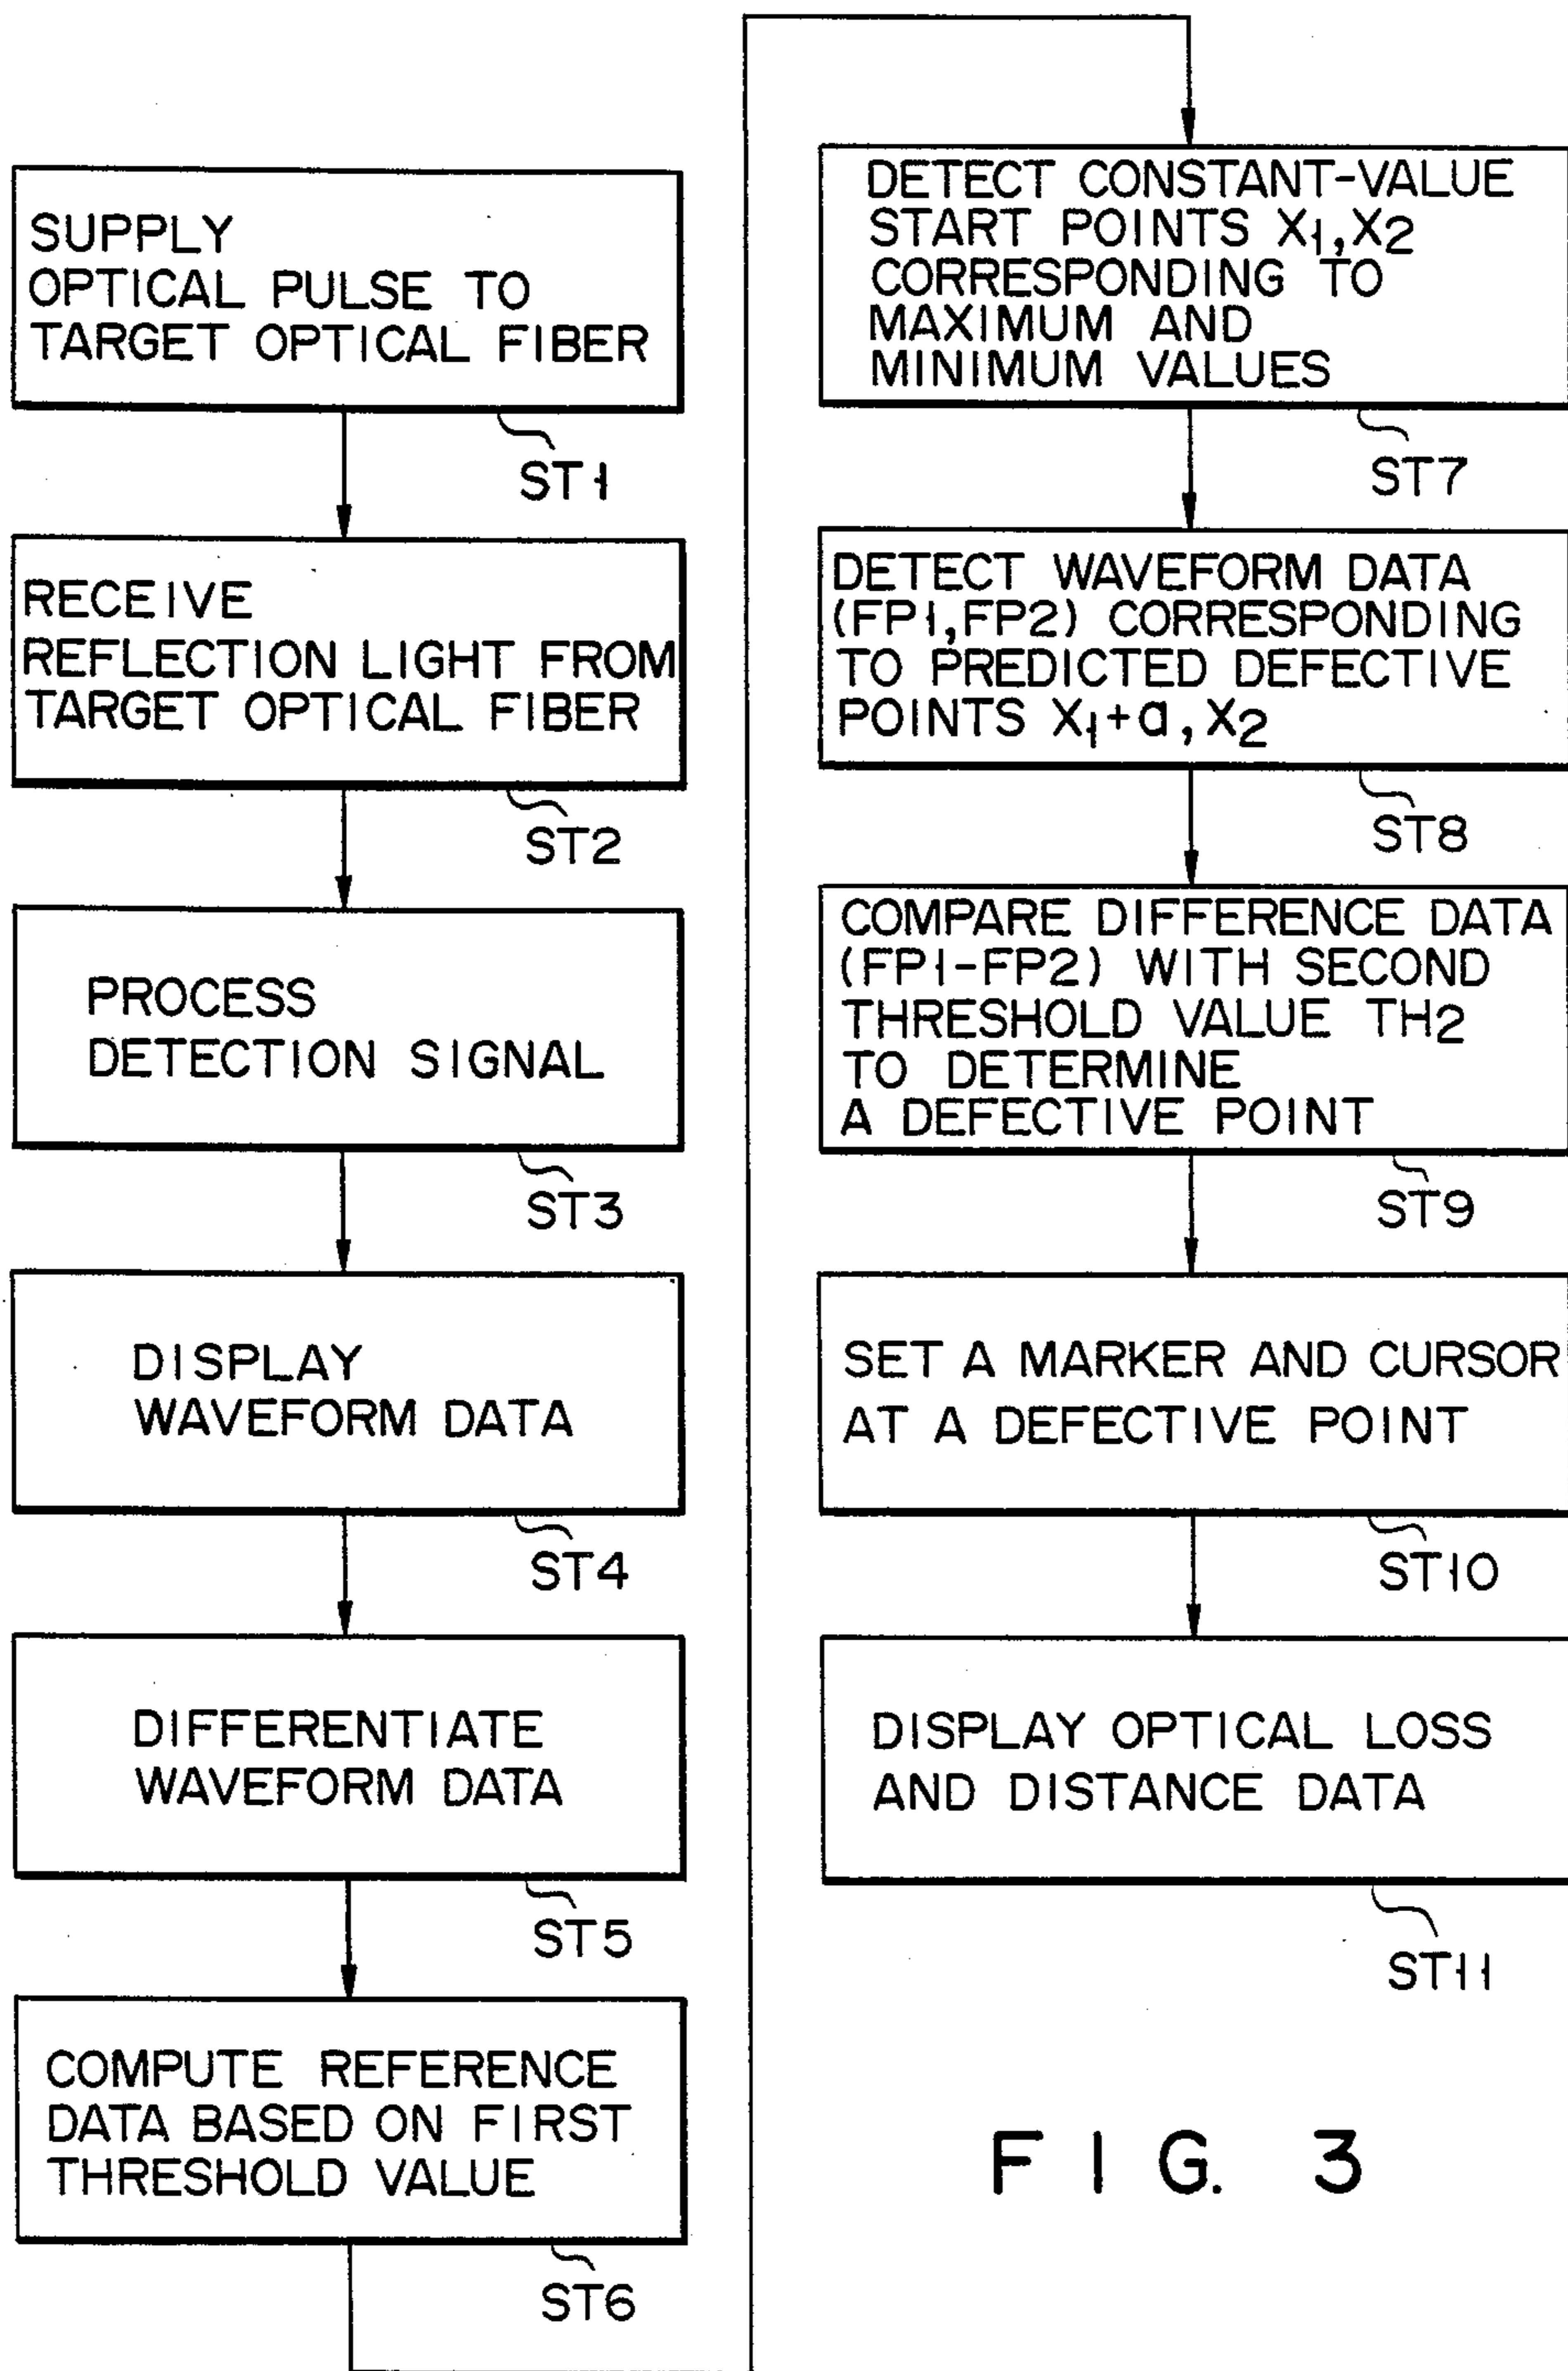 SUPPLY
OPTICAL PULSE TO
TARGET OPTICAL FIBER
ST1
RECEIVE
REFLECTION LIGHT FROM
TARGET OPTICAL FIBER
ST2
PROCESS
DETECTION SIGNAL
ST3
DISPLAY
WAVEFORM DATA
ST4
DIFFERENTIATE
WAVEFORM DATA
ST5
COMPUTE REFERENCE
DATA BASED ON FIRST
THRESHOLD VALUE
ST6
DETECT CONSTANT-VALUE
START POINTS X1,X2
CORRESPONDING TO
MAXIMUM AND
MINIMUM VALUES
ST7
DETECT WAVEFORM DATA
(FP1,FP2) CORRESPONDING
TO PREDICTED DEFECTIVE
POINTS X1+a,X2
ST8
COMPARE DIFFERENCE DATA
(FP1-FP2) WITH SECOND
THRESHOLD VALUE TH2
TO DETERMINE
A DEFECTIVE POINT
ST9
SET A MARKER AND CURSOR
AT A DEFECTIVE POINT
ST10
DISPLAY OPTICAL LOSS
AND DISTANCE DATA
ST11
FIG. 3